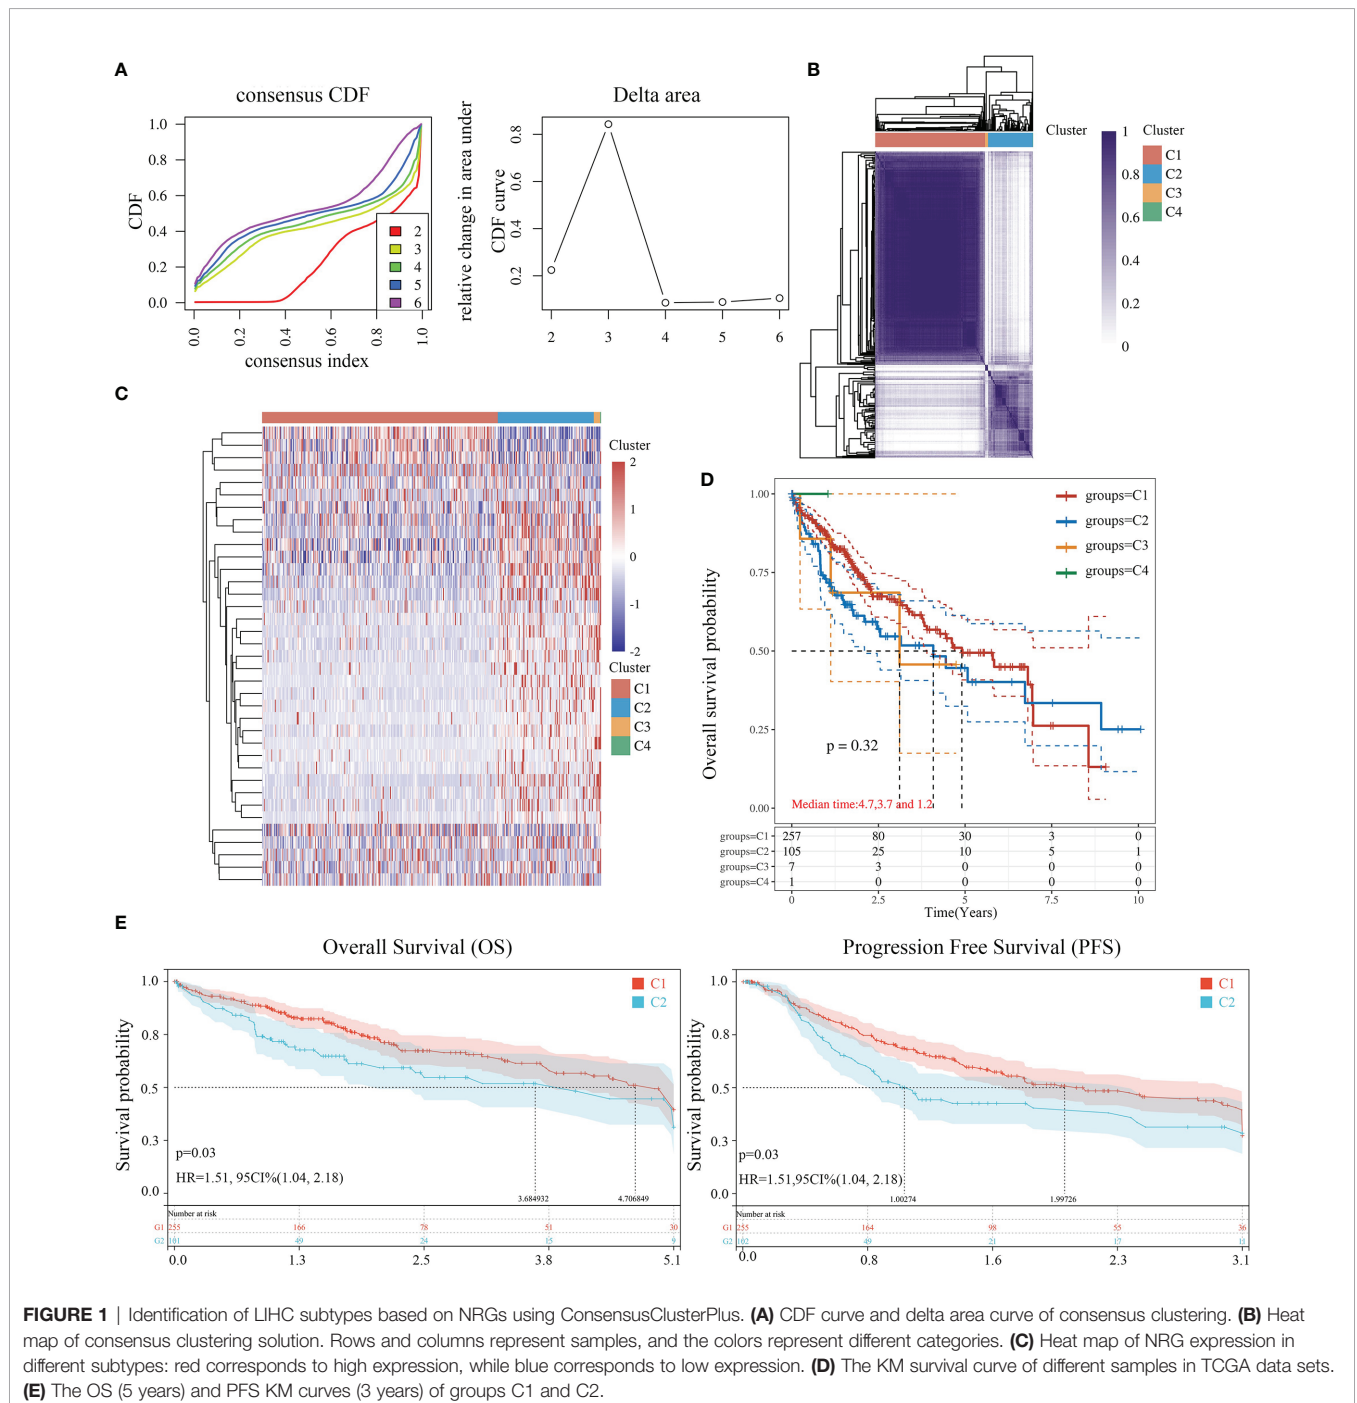 A
consensus CDF
CDF
1.0
0.8
0.6
0.4
0.2
0.0
2
3
4
5
6
0.0
0.2
0.4
0.6
0.8
1.0
consensus index
Delta area
relative change in area under
CDF curve
0.8
0.6
0.4
0.2
2
3
4
5
6
B
Cluster
1
0.8
0.6
0.4
0.2
0
Cluster
C1
C2
C3
C4
C
Cluster
2
1
0
-1
-2
Cluster
C1
C2
C3
C4
D
Overall survival probability
1.00
0.75
0.50
0.25
0.00
groups=C1
groups=C2
groups=C3
groups=C4
p = 0.32
Median time:4.7,3.7 and 1.2
groups=C1 257 80 30 3 0
groups=C2 105 25 10 5 1
groups=C3 7 3 0 0 0
groups=C4 1 0 0 0 0
0 2.5 5 7.5 10
Time(Years)
E
Overall Survival (OS)
Survival probability
1.0
0.8
0.5
0.3
0.0
C1
C2
p=0.03
HR=1.51, 95CI%(1.04, 2.18)
3.684932
4.706849
Number at risk
G1 255 166 78 51 30
G2 101 49 24 15 9
0.0 1.3 2.5 3.8 5.1
Progression Free Survival (PFS)
Survival probability
1.0
0.8
0.5
0.3
0.0
C1
C2
p=0.03
HR=1.51,95CI%(1.04, 2.18)
1.00274
1.99726
Number at risk
G1 255 164 98 55 36
G2 102 49 21 17 11
0.0 0.8 1.6 2.3 3.1
FIGURE 1 | Identification of LIHC subtypes based on NRGs using ConsensusClusterPlus. (A) CDF curve and delta area curve of consensus clustering. (B) Heat
map of consensus clustering solution. Rows and columns represent samples, and the colors represent different categories. (C) Heat map of NRG expression in
different subtypes: red corresponds to high expression, while blue corresponds to low expression. (D) The KM survival curve of different samples in TCGA data sets.
(E) The OS (5 years) and PFS KM curves (3 years) of groups C1 and C2.